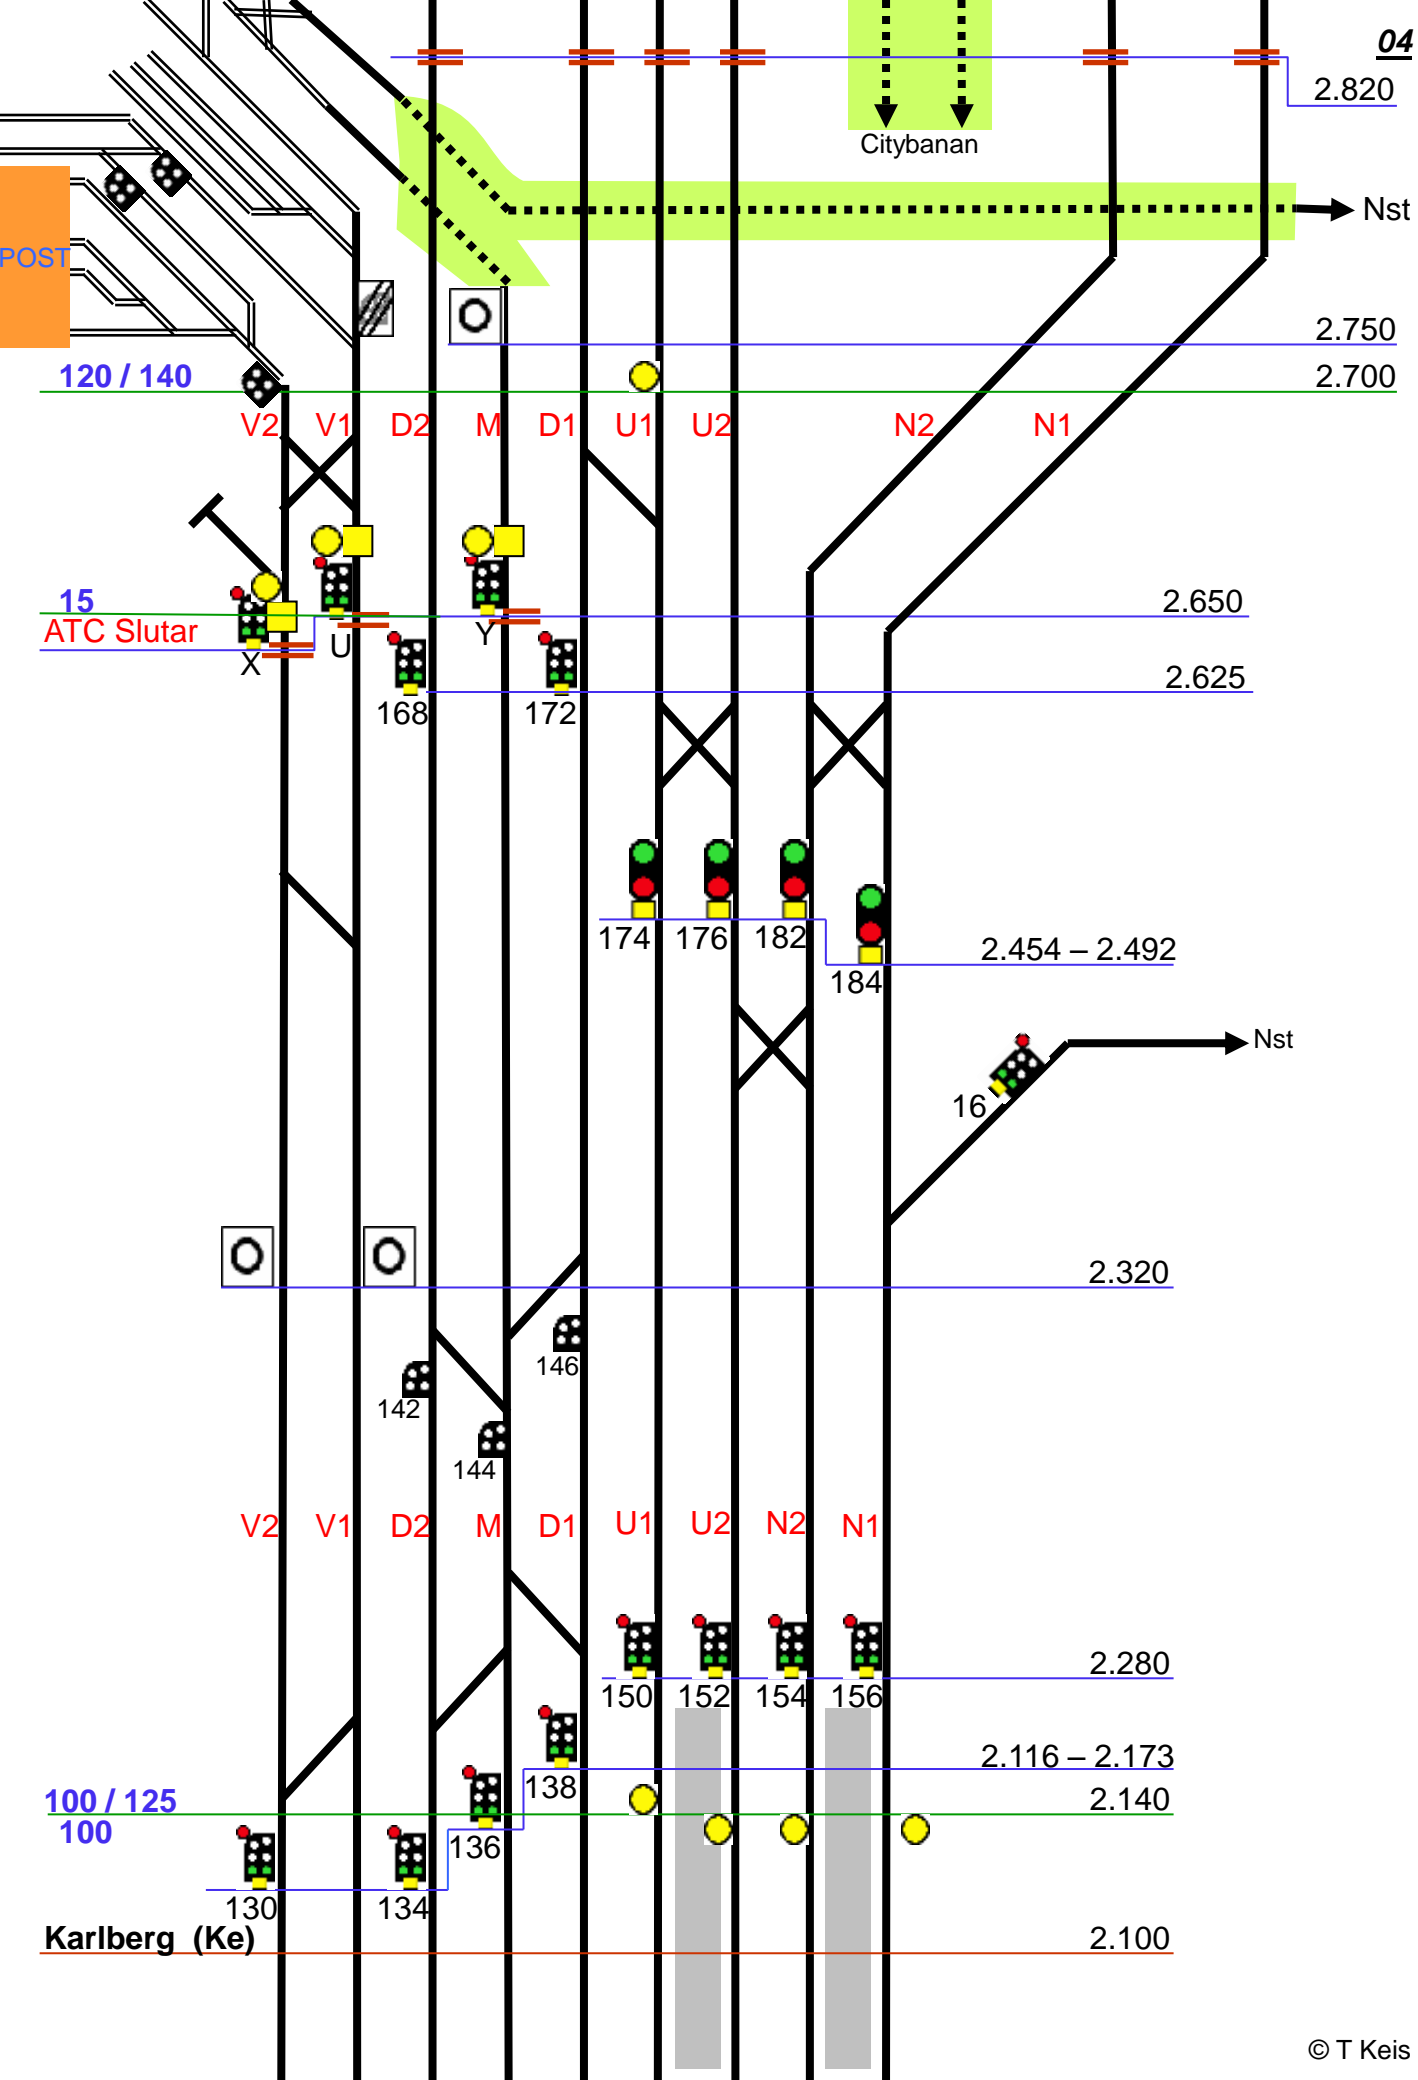 04
2.820
Citybanan
Nst
POST
2.750
120 / 140
2.700
V2 V1 D2 M D1 U1 U2 N2 N1
15
2.650
ATC Slutar
X U Y
2.625
168 172
174 176 182
2.454 – 2.492
184
Nst
16
2.320
146
142
144
V2 V1 D2 M D1 U1 U2 N2 N1
2.280
150 152 154 156
2.116 – 2.173
138
100 / 125
2.140
100
136
130 134
Karlberg (Ke)
2.100
© T Keis